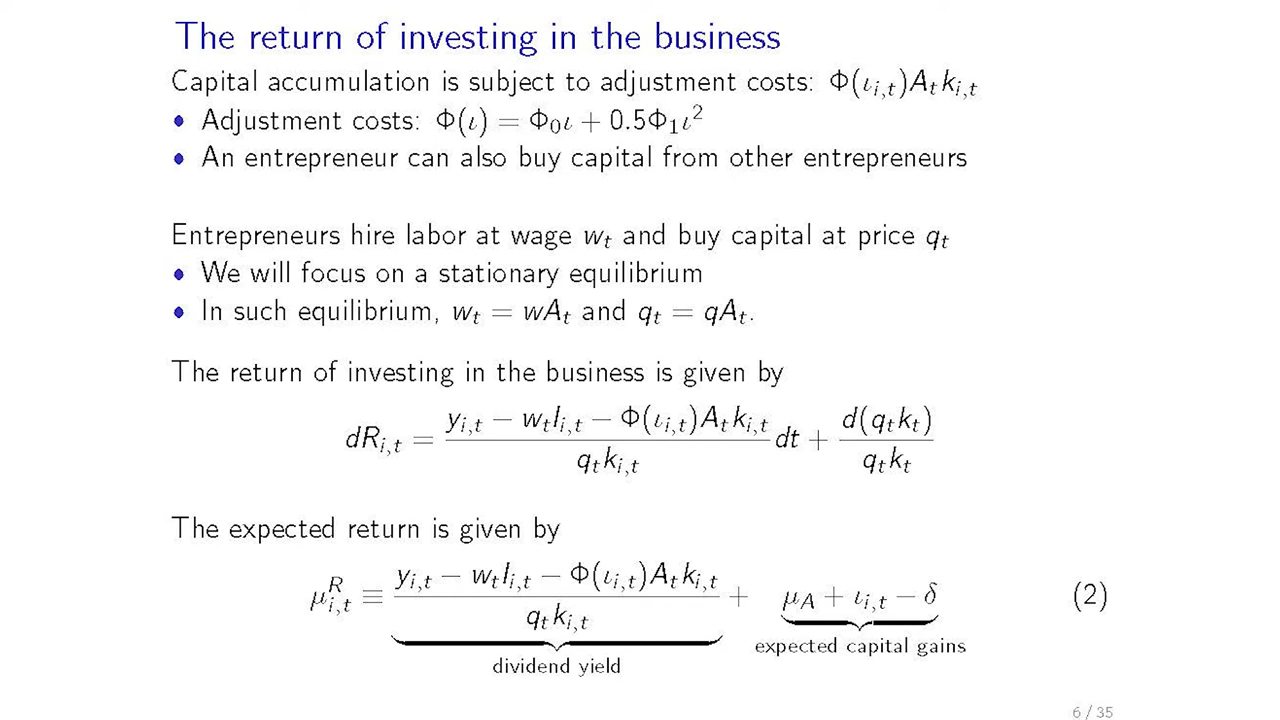 The return of investing in the business
Capital accumulation is subject to adjustment costs: Φ(ι_{i,t})A_t k_{i,t}
• Adjustment costs: Φ(ι) = Φ_0ι + 0.5Φ_1ι^2
• An entrepreneur can also buy capital from other entrepreneurs
Entrepreneurs hire labor at wage w_t and buy capital at price q_t
• We will focus on a stationary equilibrium
• In such equilibrium, w_t = wA_t and q_t = qA_t.
The return of investing in the business is given by
dR_{i,t} = \frac{y_{i,t} − w_t l_{i,t} − Φ(ι_{i,t})A_t k_{i,t}}{q_t k_{i,t}} dt + \frac{d(q_t k_t)}{q_t k_t}
The expected return is given by
μ^R_{i,t} ≡ \frac{y_{i,t} − w_t l_{i,t} − Φ(ι_{i,t})A_t k_{i,t}}{q_t k_{i,t}} + μ_A + ι_{i,t} − δ (2)
dividend yield
expected capital gains
6 / 35